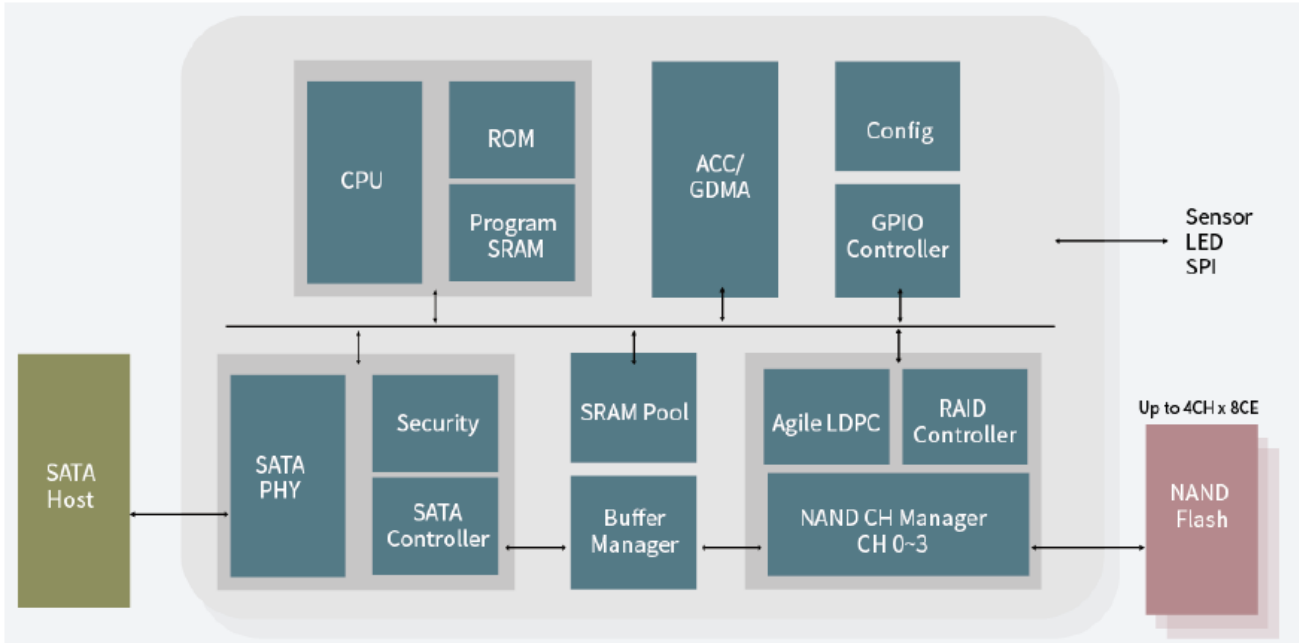 CPU
ROM
Program
SRAM
ACC/
GDMA
Config
GPIO
Controller
Sensor
LED
SPI
SATA
Host
SATA
PHY
Security
SATA
Controller
SRAM Pool
Buffer
Manager
Agile LDPC
RAID
Controller
NAND CH Manager
CH 0~3
Up to 4CH x 8CE
NAND
Flash